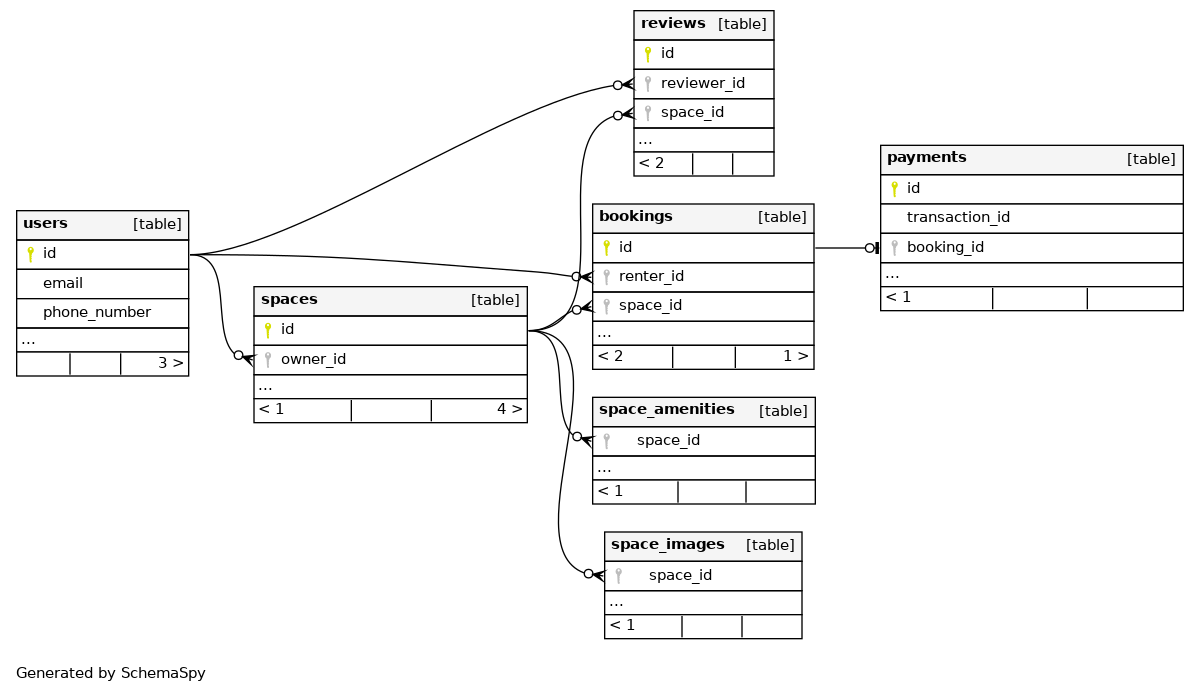 reviews [table]
id
reviewer_id
space_id
...
< 2
payments [table]
id
transaction_id
booking_id
...
< 1
users [table]
id
email
phone_number
...
3 >
bookings [table]
id
renter_id
space_id
...
< 2 1 >
spaces [table]
id
owner_id
...
< 1 4 >
space_amenities [table]
space_id
...
< 1
space_images [table]
space_id
...
< 1
Generated by SchemaSpy